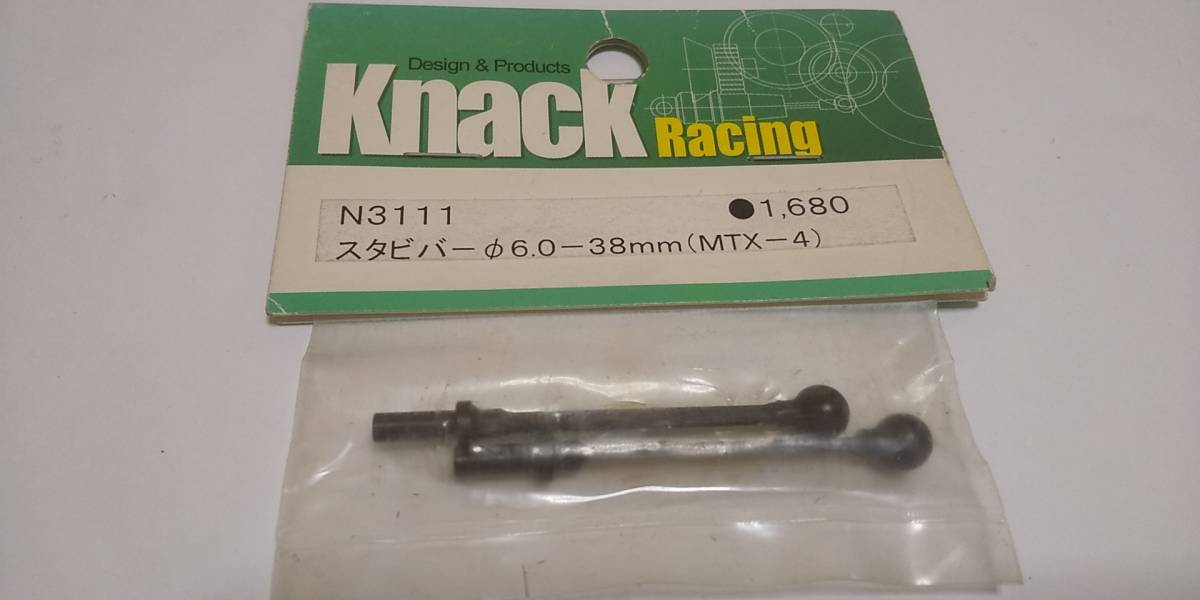 Design & Products
Knack Racing
N3111 ●1,680
スタビバーφ6.0－38mm(MTX－4)